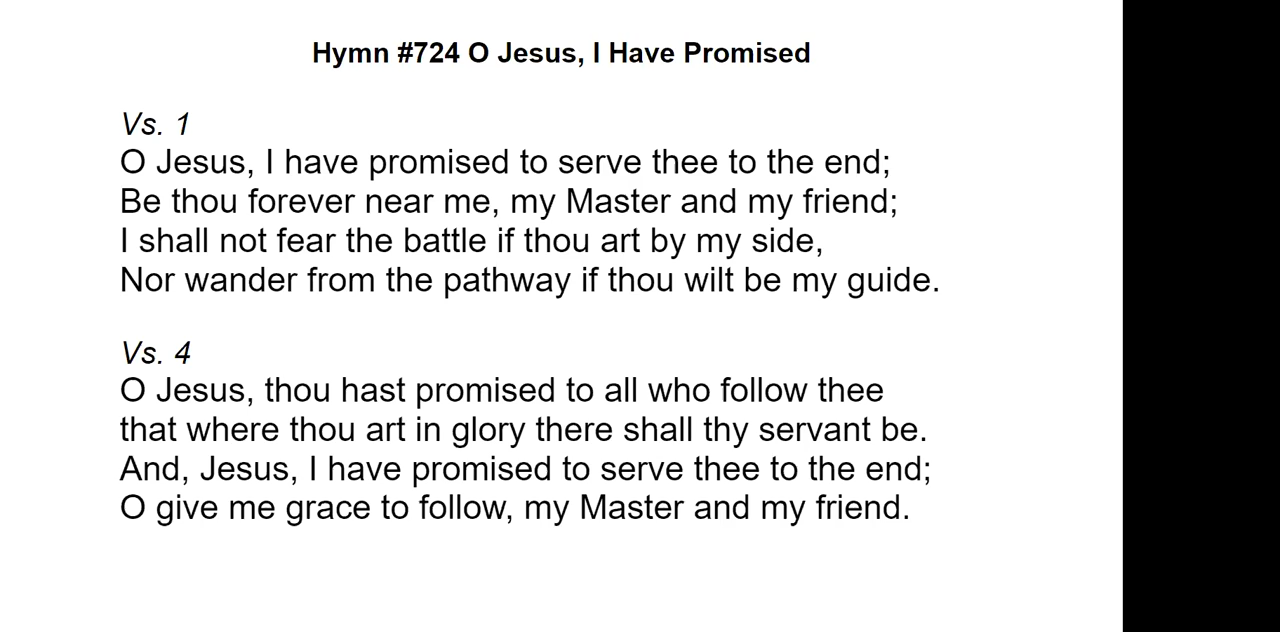 Hymn #724 O Jesus, I Have Promised
Vs. 1
O Jesus, I have promised to serve thee to the end;
Be thou forever near me, my Master and my friend;
I shall not fear the battle if thou art by my side,
Nor wander from the pathway if thou wilt be my guide.
Vs. 4
O Jesus, thou hast promised to all who follow thee
that where thou art in glory there shall thy servant be.
And, Jesus, I have promised to serve thee to the end;
O give me grace to follow, my Master and my friend.